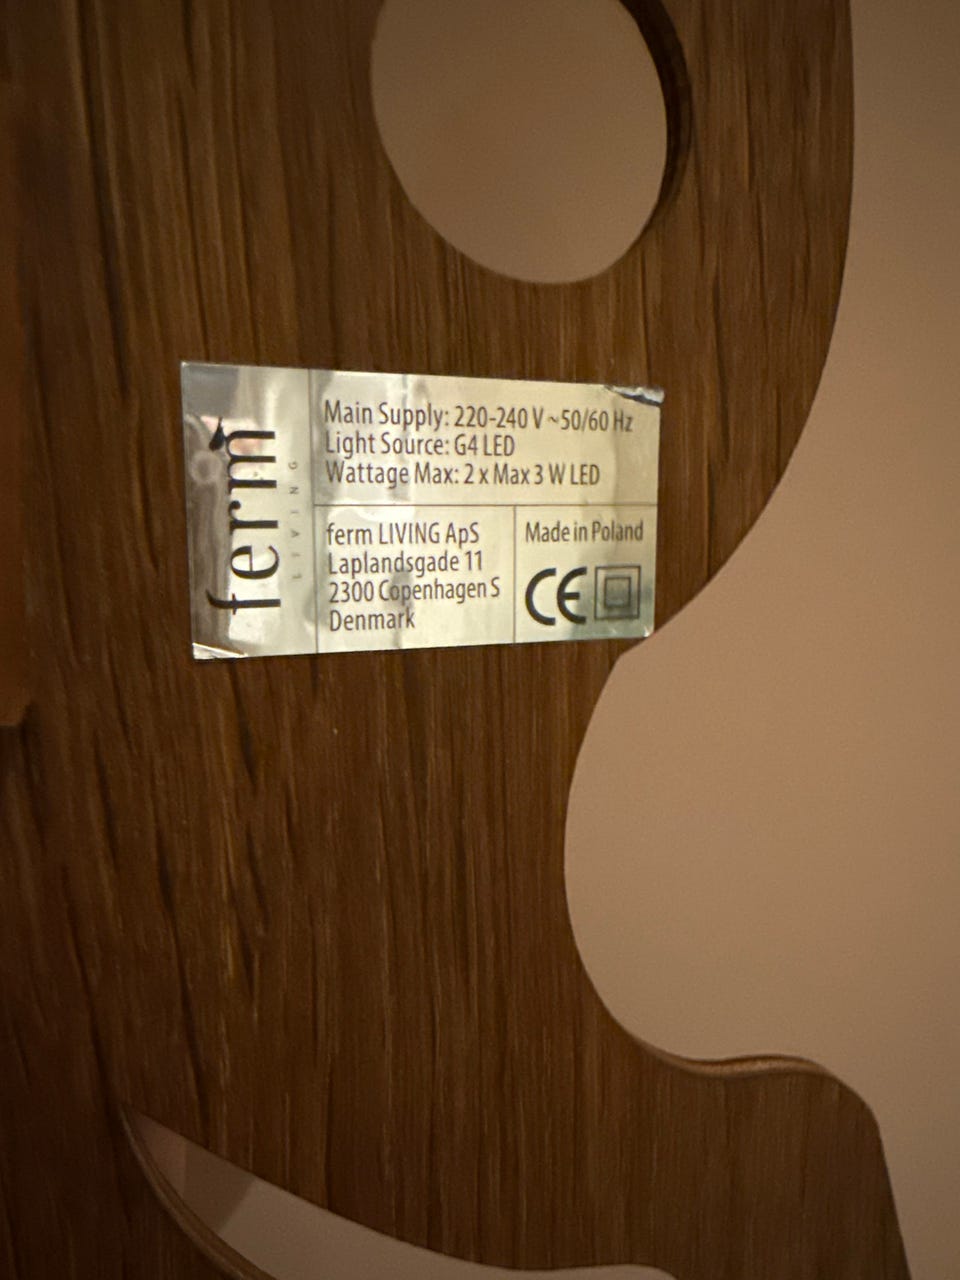 ferm
LIVING
Main Supply: 220-240 V ~50/60 Hz
Light Source: G4 LED
Wattage Max: 2 x Max 3 W LED
ferm LIVING ApS
Laplandsgade 11
2300 Copenhagen S
Denmark
Made in Poland
CE